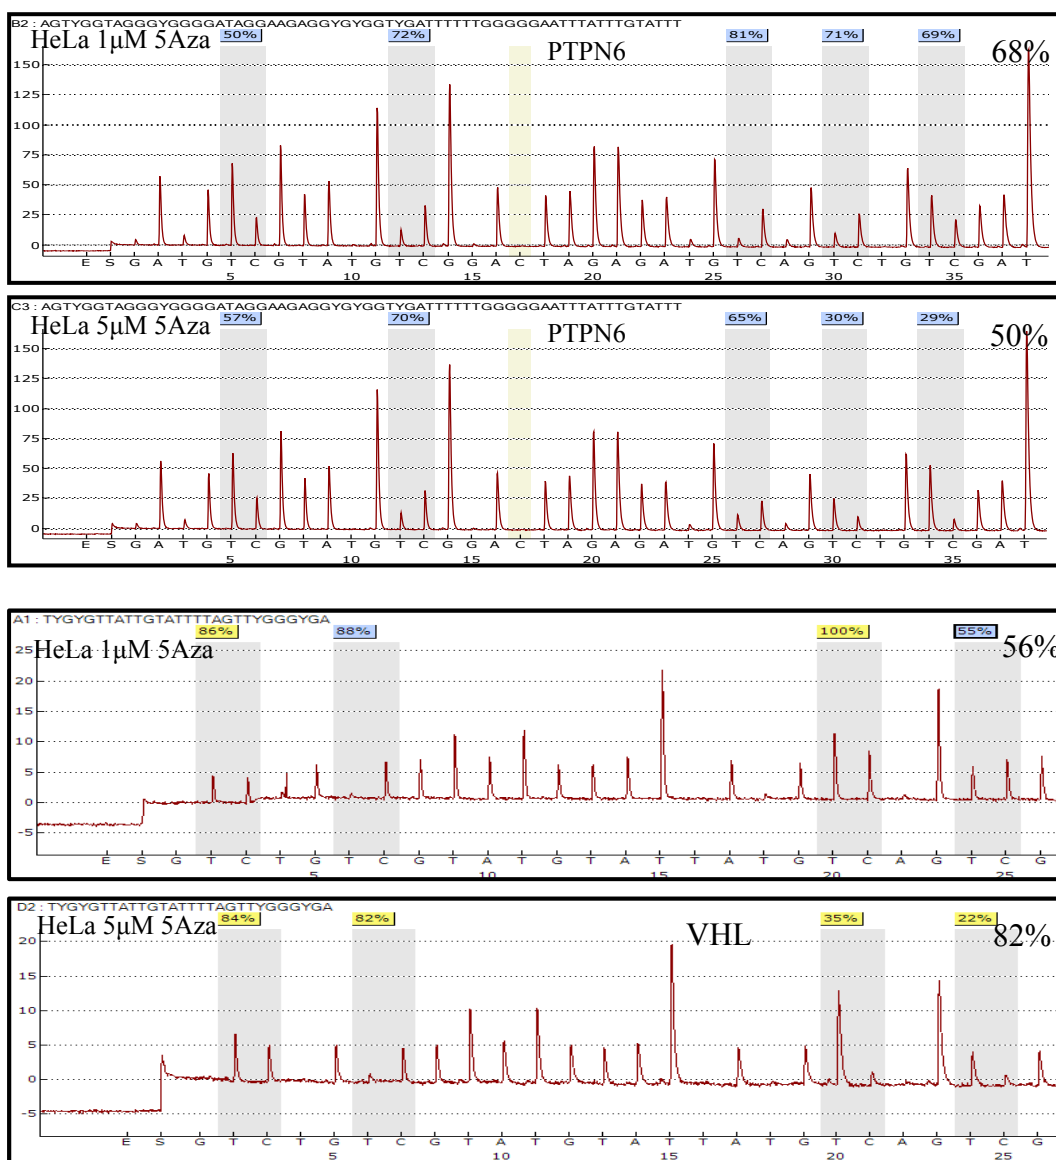 B2 : AGTYGGTAGGGYGGGGATAGGAAGAGGYGYGGTYGATTTTTTGGGGGAATTTATTTGTATTT
50% 72% 81% 71% 69%
HeLa 1µM 5Aza PTPN6 68%
150
125
100
75
50
25
0
E S G A T G T C G T A T G T C G G A C T A G A G A T G T C A G T C T G T C G A T
5 10 15 20 25 30 35
C3 : AGTYGGTAGGGYGGGGATAGGAAGAGGYGYGGTYGATTTTTTGGGGGAATTTATTTGTATTT
57% 70% 65% 30% 29%
HeLa 5µM 5Aza PTPN6 50%
150
125
100
75
50
25
0
E S G A T G T C G T A T G T C G G A C T A G A G A T G T C A G T C T G T C G A T
5 10 15 20 25 30 35
A1 : TYGYGTTATTGTATTTTAGTTYGGGYGA
86% 88% 100% 55%
HeLa 1µM 5Aza 56%
25
20
15
10
5
0
-5
E S G T C T G T C G T A T G T A T T A T G T C A G T C G
5 10 15 20 25
D2 : TYGYGTTATTGTATTTTAGTTYGGGYGA
84% 82% 35% 22%
HeLa 5µM 5Aza VHL 82%
20
15
10
5
0
-5
E S G T C T G T C G T A T G T A T T A T G T C A G T C G
5 10 15 20 25